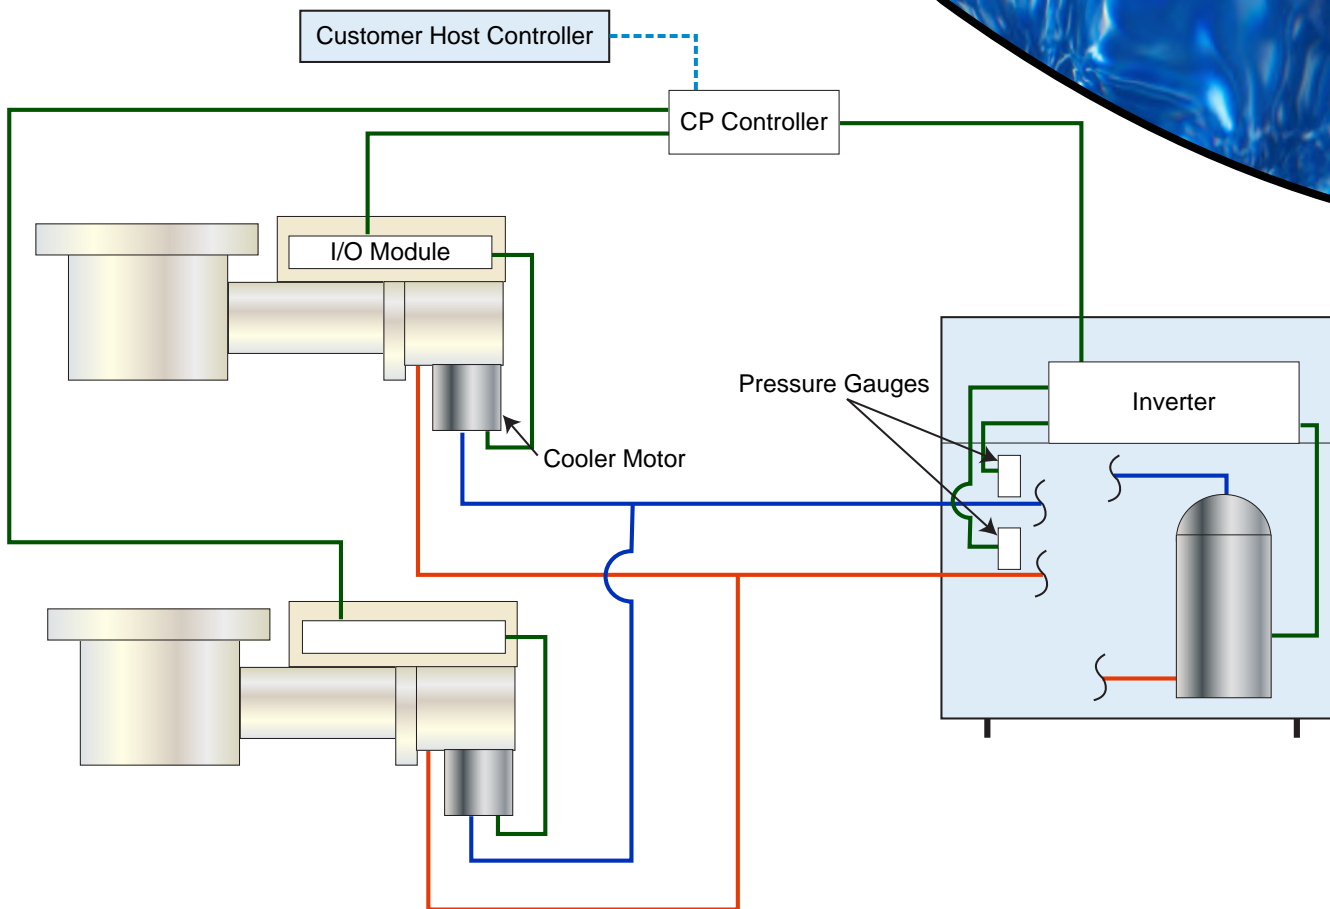 Customer Host Controller
CP Controller
I/O Module
Pressure Gauges
Inverter
Cooler Motor